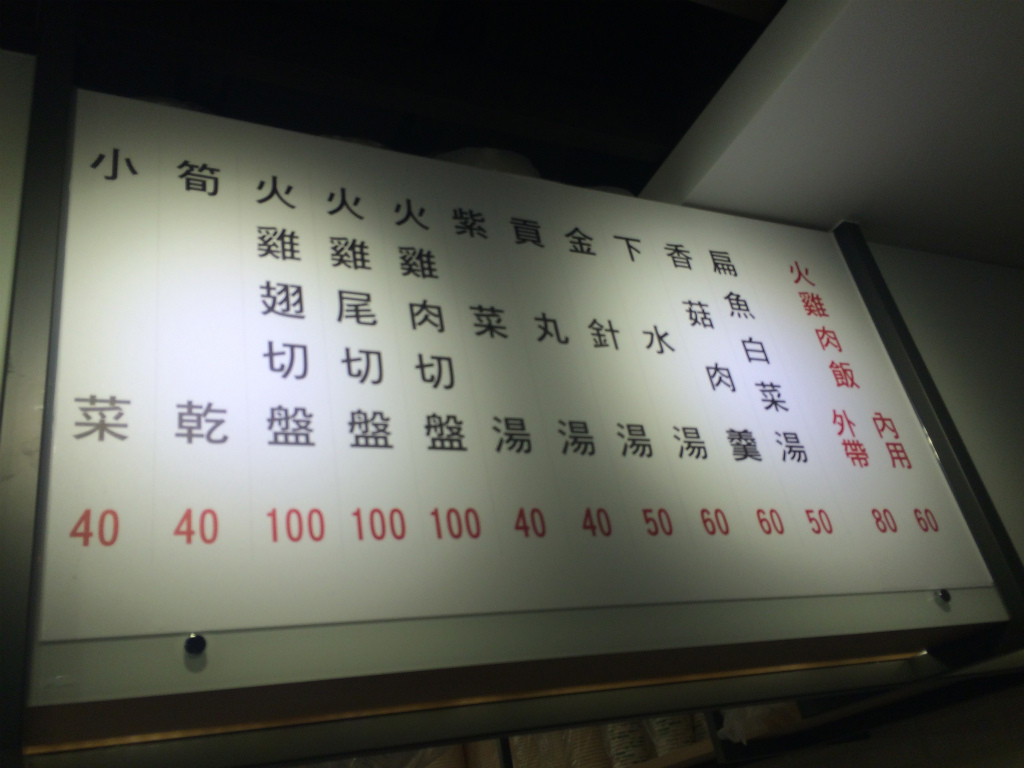 火雞肉飯 內用 60
外帶 80
扁魚白菜湯 50
香菇肉羹 60
下水湯 60
金針湯 50
貢丸湯 40
紫菜湯 40
火雞肉切盤 100
火雞尾切盤 100
火雞翅切盤 100
筍乾 40
小菜 40